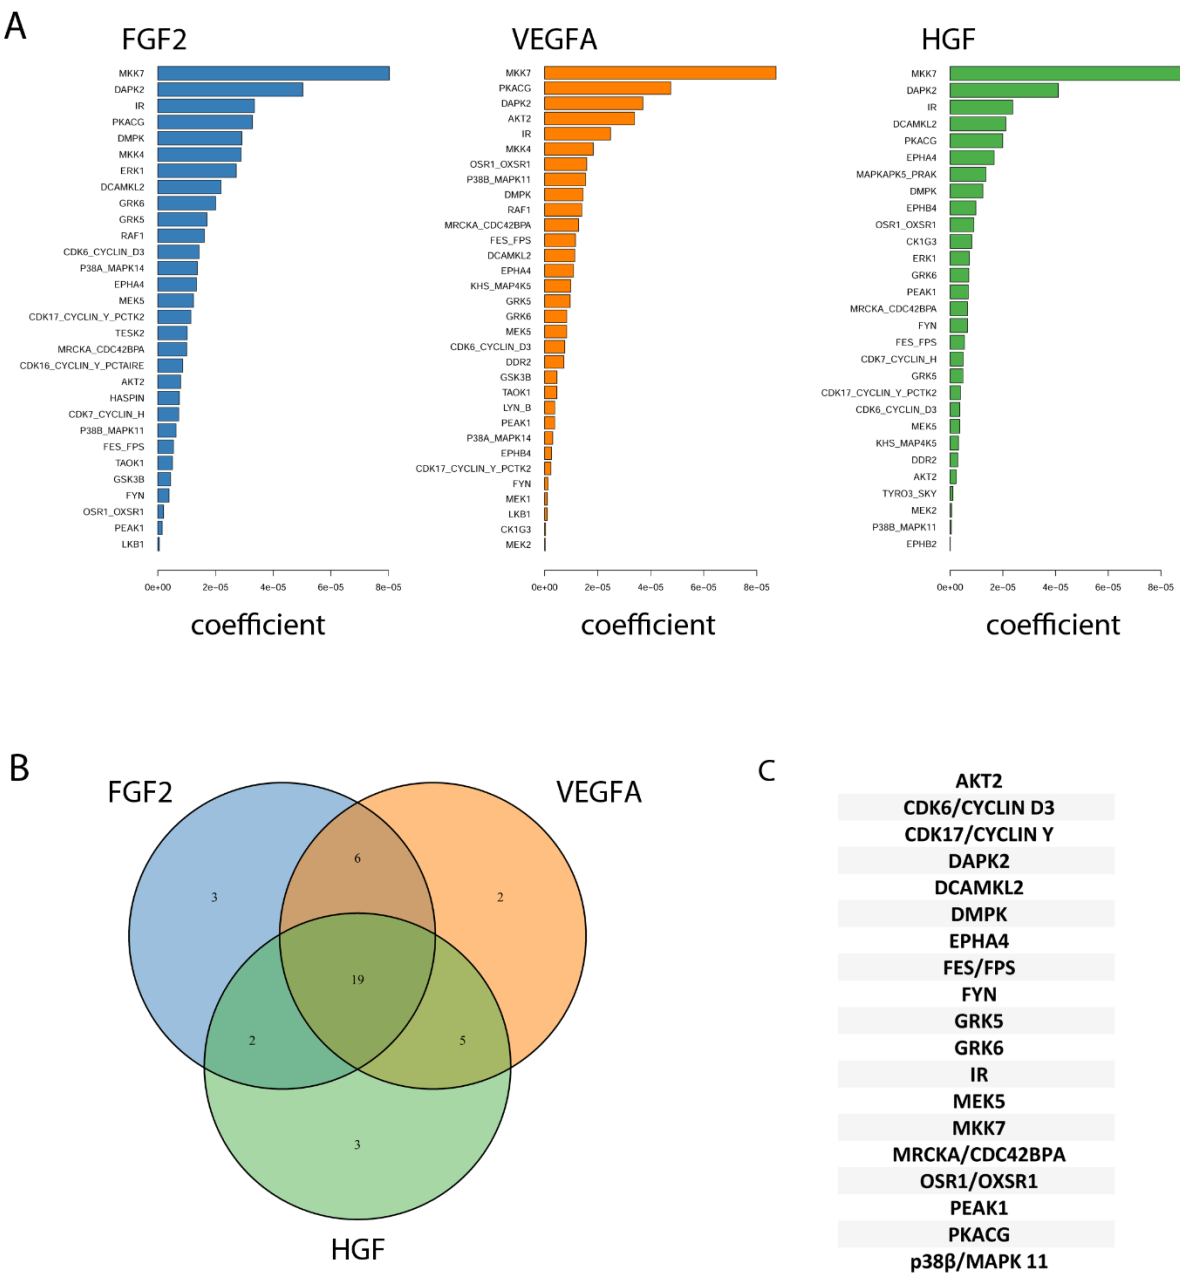 A
FGF2
MKK7
DAPK2
IR
PKACG
DMPK
MKK4
ERK1
DCAMKL2
GRK6
GRK5
RAF1
CDK6_CYCLIN_D3
P38A_MAPK14
EPHA4
MEK5
CDK17_CYCLIN_Y_PCTK2
TESK2
MRCKA_CDC42BPA
CDK16_CYCLIN_Y_PCTAIRE
AKT2
HASPIN
CDK7_CYCLIN_H
P38B_MAPK11
FES_FPS
TAOK1
GSK3B
FYN
OSR1_OXSR1
PEAK1
LKB1
0e+00 2e-05 4e-05 6e-05 8e-05
coefficient
VEGFA
MKK7
PKACG
DAPK2
AKT2
IR
MKK4
OSR1_OXSR1
P38B_MAPK11
DMPK
RAF1
MRCKA_CDC42BPA
FES_FPS
DCAMKL2
EPHA4
KHS_MAP4K5
GRK5
GRK6
MEK5
CDK6_CYCLIN_D3
DDR2
GSK3B
TAOK1
LYN_B
PEAK1
P38A_MAPK14
EPHB4
CDK17_CYCLIN_Y_PCTK2
FYN
MEK1
LKB1
CK1G3
MEK2
0e+00 2e-05 4e-05 6e-05 8e-05
coefficient
HGF
MKK7
DAPK2
IR
DCAMKL2
PKACG
EPHA4
MAPKAPK5_PRAK
DMPK
EPHB4
OSR1_OXSR1
CK1G3
ERK1
GRK6
PEAK1
MRCKA_CDC42BPA
FYN
FES_FPS
CDK7_CYCLIN_H
GRK5
CDK17_CYCLIN_Y_PCTK2
CDK6_CYCLIN_D3
MEK5
KHS_MAP4K5
DDR2
AKT2
TYRO3_SKY
MEK2
P38B_MAPK11
EPHB2
0e+00 2e-05 4e-05 6e-05 8e-05
coefficient
B
FGF2
VEGFA
6
3
2
19
2
5
3
HGF
C
AKT2
CDK6/CYCLIN D3
CDK17/CYCLIN Y
DAPK2
DCAMKL2
DMPK
EPHA4
FES/FPS
FYN
GRK5
GRK6
IR
MEK5
MKK7
MRCKA/CDC42BPA
OSR1/OXSR1
PEAK1
PKACG
p38β/MAPK 11